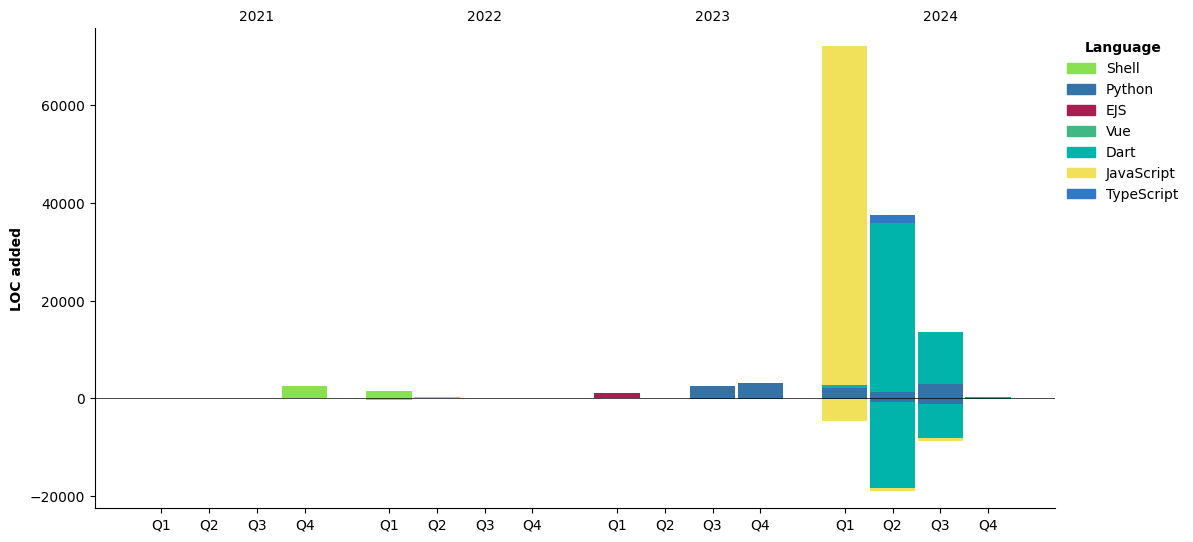 2021 2022 2023 2024
Language
Shell
Python
EJS
Vue
Dart
JavaScript
TypeScript
LOC added
60000
40000
20000
0
−20000
Q1 Q2 Q3 Q4 Q1 Q2 Q3 Q4 Q1 Q2 Q3 Q4 Q1 Q2 Q3 Q4